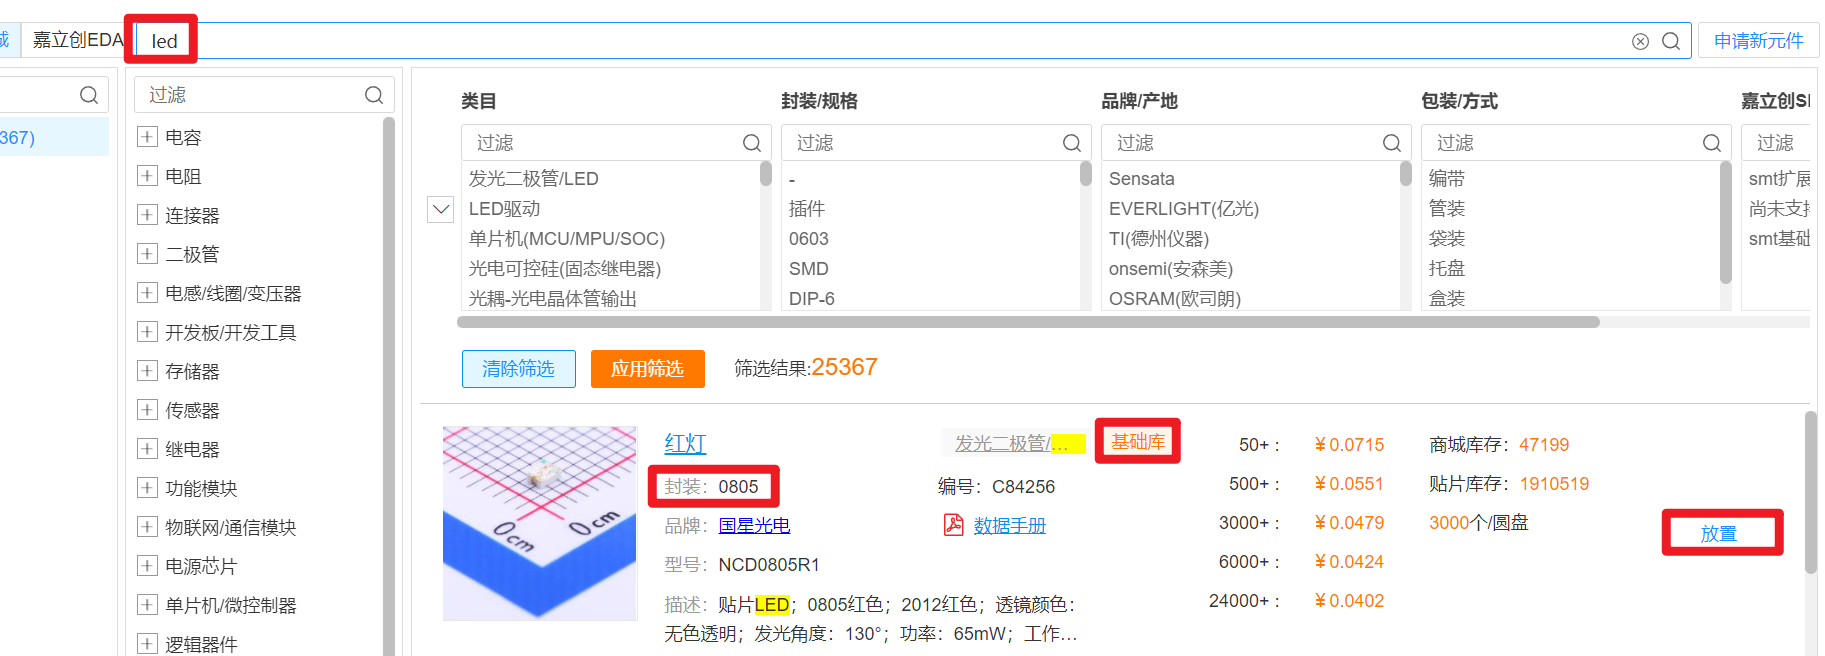 城
嘉立创EDA
led
申请新元件
367)
过滤
电容
电阻
连接器
二极管
电感/线圈/变压器
开发板/开发工具
存储器
传感器
继电器
功能模块
物联网/通信模块
电源芯片
单片机/微控制器
逻辑器件
类目
过滤
发光二极管/LED
LED驱动
单片机(MCU/MPU/SOC)
光电可控硅(固态继电器)
光耦-光电晶体管输出
封装/规格
过滤
-
插件
0603
SMD
DIP-6
品牌/产地
过滤
Sensata
EVERLIGHT(亿光)
TI(德州仪器)
onsemi(安森美)
OSRAM(欧司朗)
包装/方式
过滤
编带
管装
袋装
托盘
盒装
嘉立创S
过滤
smt扩展
尚未支持
smt基础
清除筛选
应用筛选
筛选结果:25367
0 cm
0 cm
红灯
发光二极管/...
基础库
封装: 0805
编号: C84256
品牌: 国星光电
数据手册
型号: NCD0805R1
描述: 贴片LED；0805红色；2012红色；透镜颜色：
无色透明；发光角度：130°；功率：65mW；工作...
50+ : ¥0.0715
500+ : ¥0.0551
3000+ : ¥0.0479
6000+ : ¥0.0424
24000+ : ¥0.0402
商城库存：47199
贴片库存：1910519
3000个/圆盘
放置